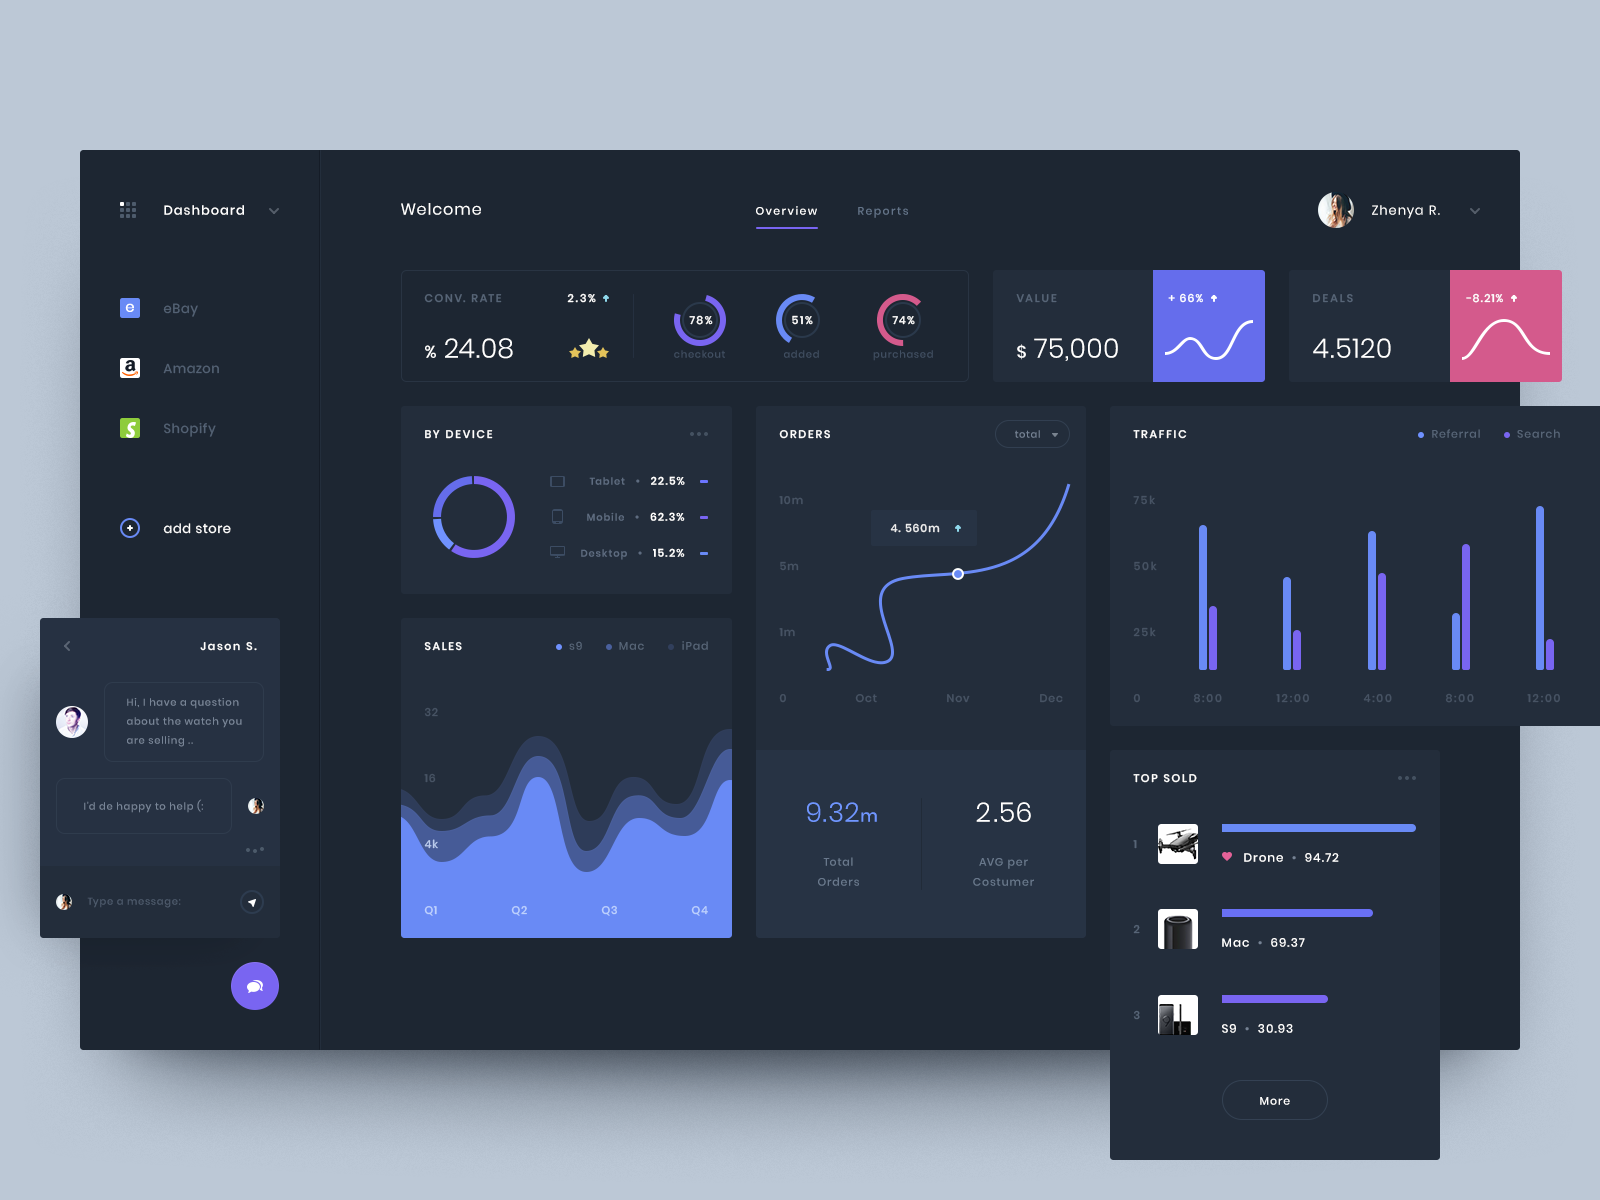 Dashboard
Welcome
Overview
Reports
Zhenya R.
eBay
Amazon
Shopify
add store
CONV. RATE
2.3%
% 24.08
78%
checkout
51%
added
74%
purchased
VALUE
+ 66%
$ 75,000
DEALS
-8.21%
4.5120
BY DEVICE
Tablet • 22.5%
Mobile • 62.3%
Desktop • 15.2%
ORDERS
total
10m
5m
1m
4. 560m
0 Oct Nov Dec
9.32m
Total
Orders
2.56
AVG per
Costumer
TRAFFIC
Referral
Search
75k
50k
25k
0 8:00 12:00 4:00 8:00 12:00
SALES
s9
Mac
iPad
32
16
4k
Q1 Q2 Q3 Q4
Jason S.
Hi, I have a question
about the watch you
are selling ..
I'd de happy to help (:
Type a message:
TOP SOLD
1
Drone • 94.72
2
Mac • 69.37
3
S9 • 30.93
More